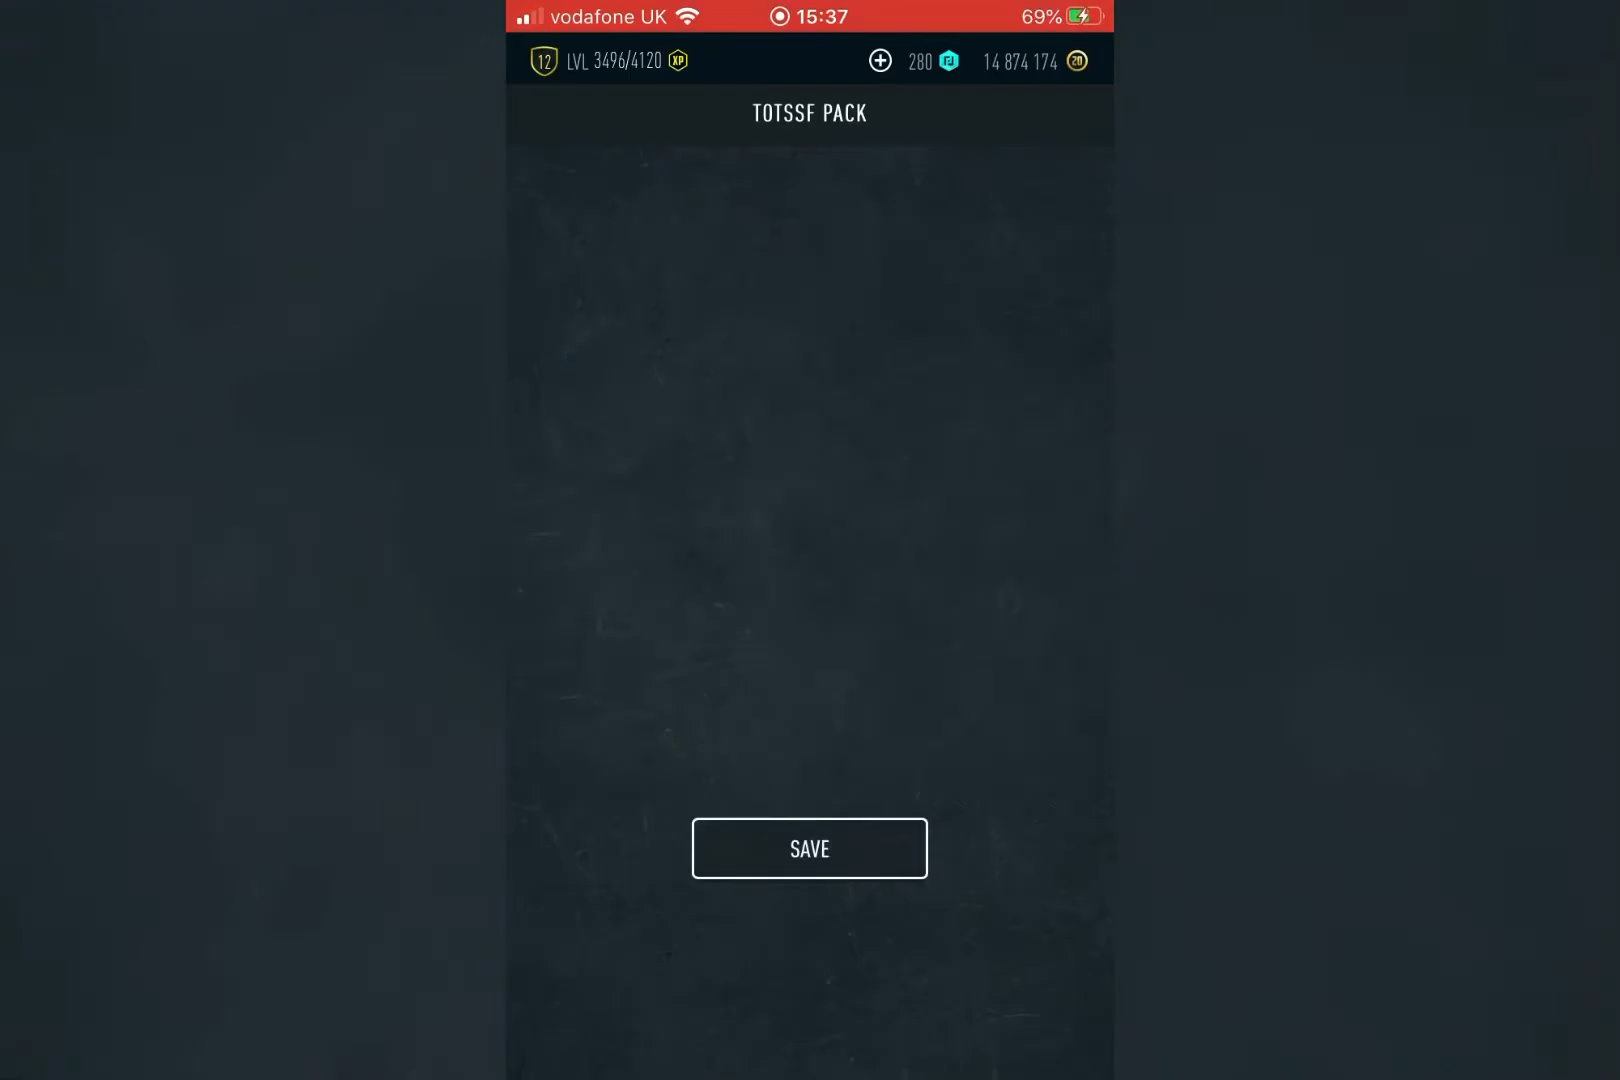 vodafone UK 15:37 69%
12 LVL 3496/4120 XP 280 14 874 174 20
TOTSSF PACK
SAVE